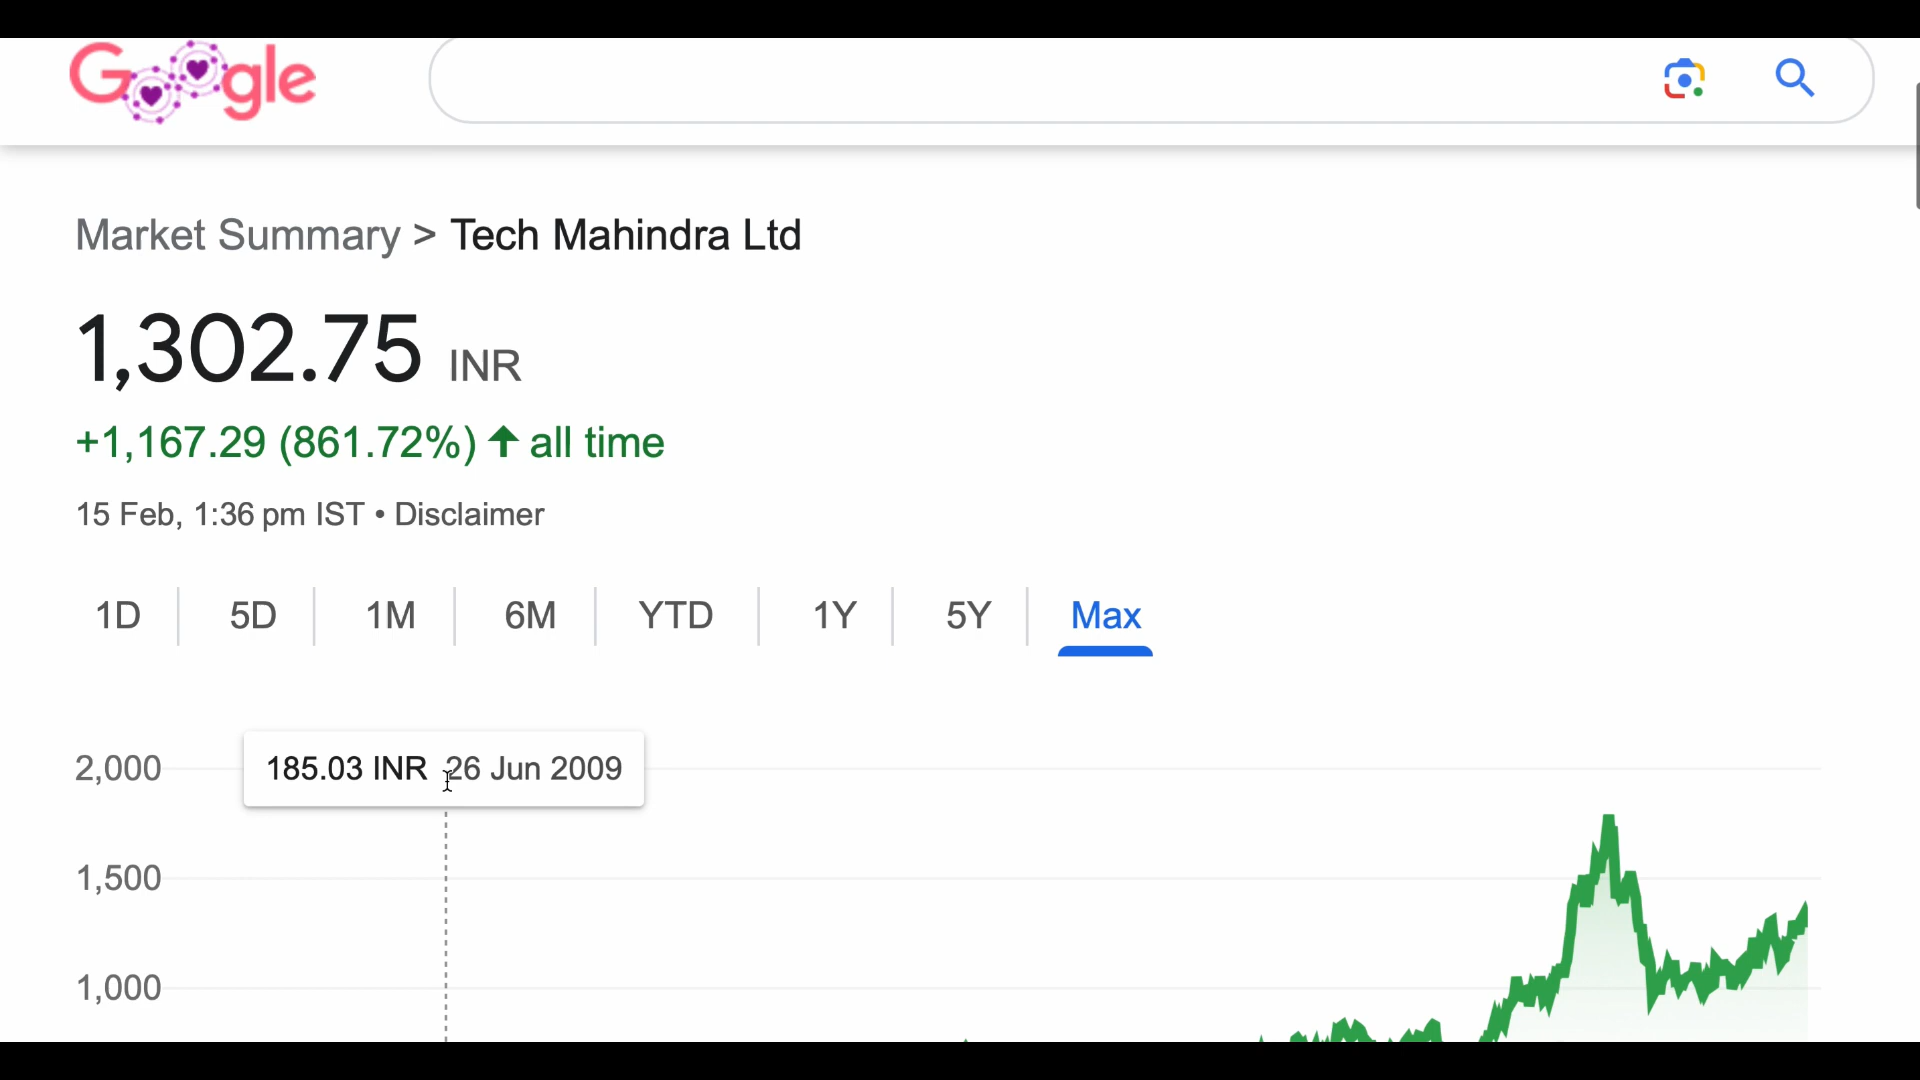 Google
Market Summary > Tech Mahindra Ltd
1,302.75 INR
+1,167.29 (861.72%) ↑ all time
15 Feb, 1:36 pm IST • Disclaimer
1D 5D 1M 6M YTD 1Y 5Y Max
2,000
185.03 INR 26 Jun 2009
1,500
1,000